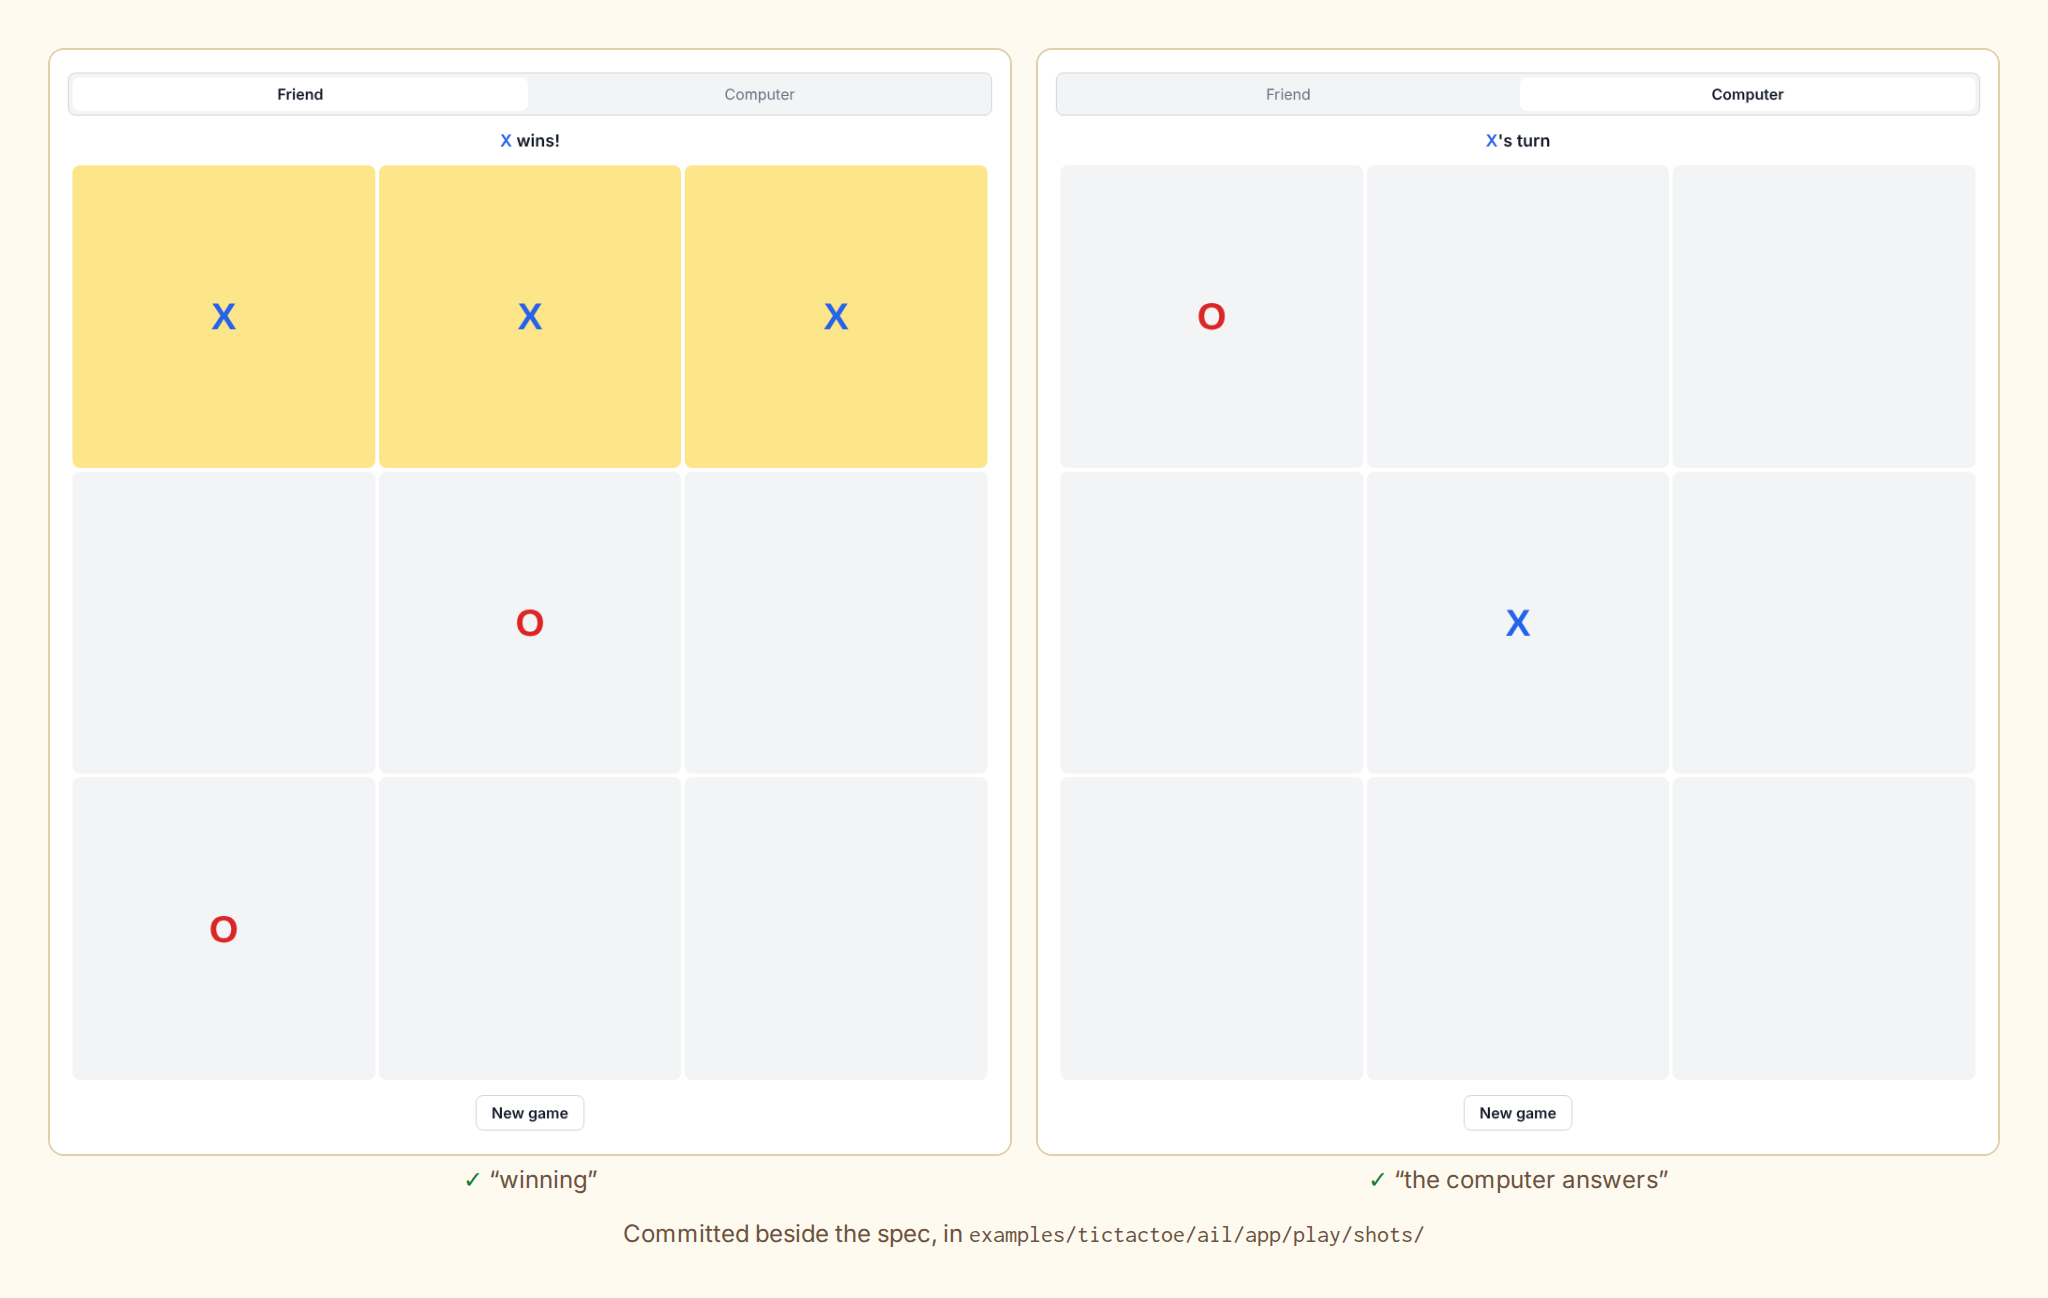 Friend Computer
X wins!
X X X
O
O
New game
✓ “winning”
Friend Computer
X's turn
O
X
New game
✓ “the computer answers”
Committed beside the spec, in examples/tictactoe/ail/app/play/shots/